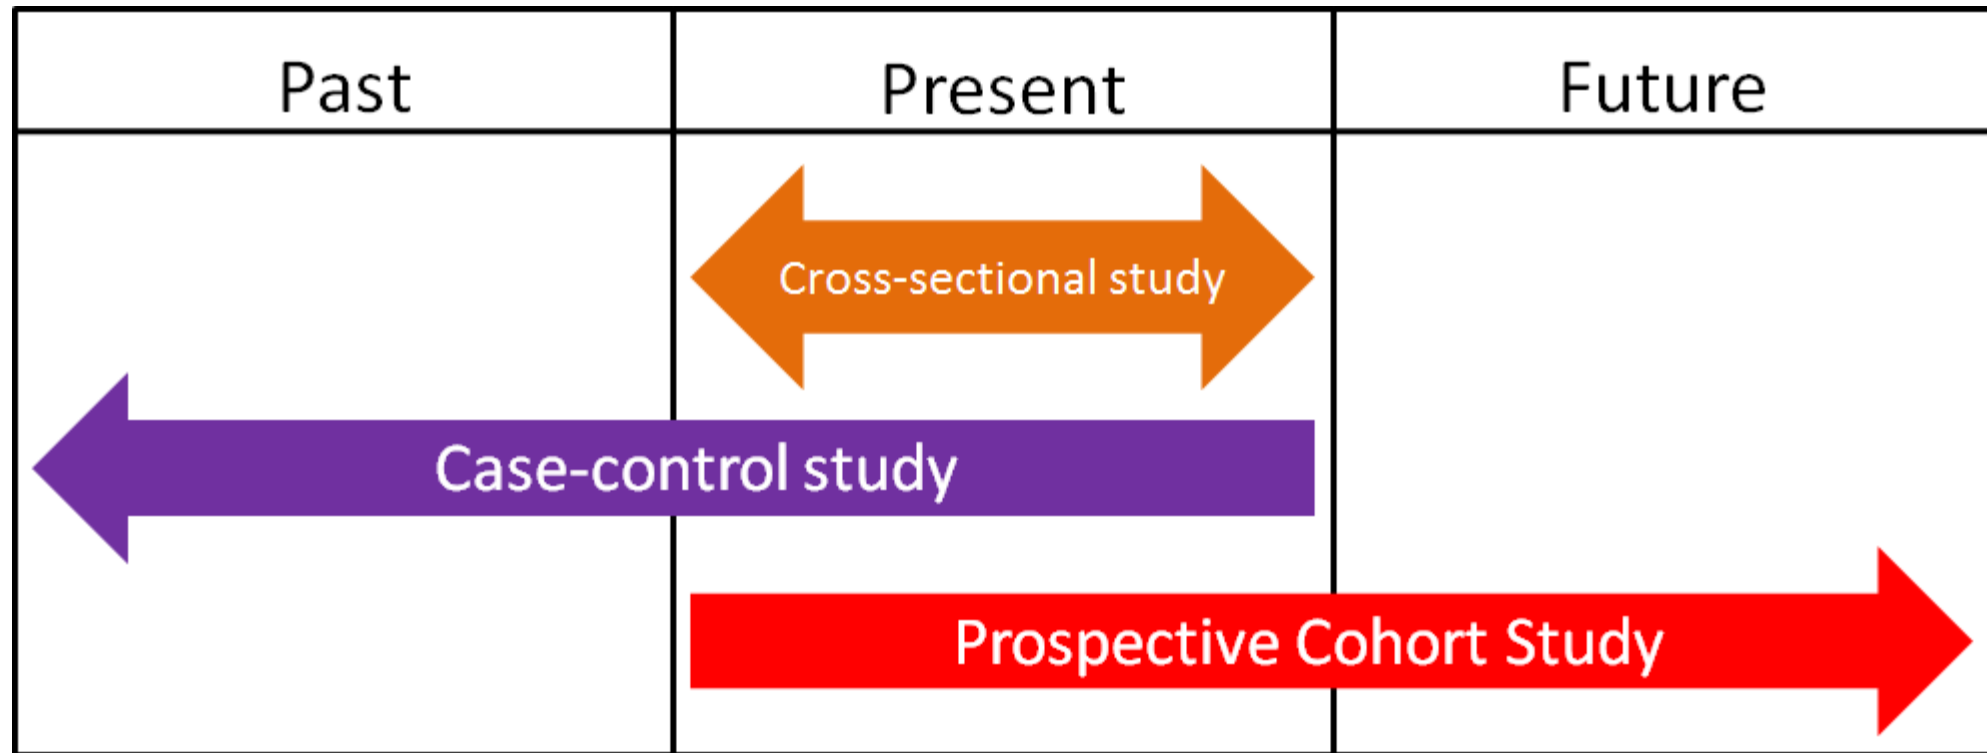 Past Present Future
Cross-sectional study
Case-control study
Prospective Cohort Study